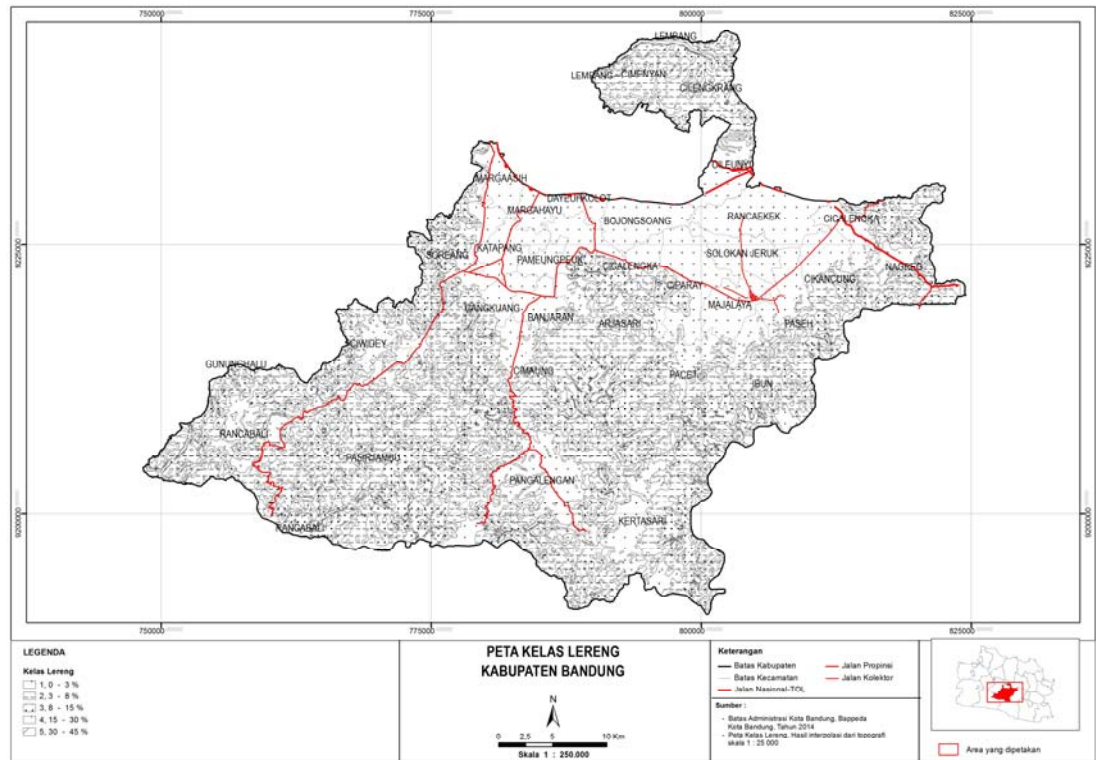 750000 775000 800000 825000
LEMBANG
LEMBANG CIMENYAN
CILENGKRANG
CILEUNYI
MARGAASIH
DAYEUHKOLOT
MARGAHAYU
BOJONGSOANG
RANCAEKEK
CICALENGKA
9225000
9225000
KATAPANG
SOREANG
PAMEUNGPEUK
SOLOKAN JERUK
CICALENGKA
NAGREG
CIKANCUNG
CIPARAY
MAJALAYA
BANJARAN
ARJASARI
PASEH
CIWIDEY
GUNUNGHALU
CIMAUNG
PACET
IBUN
RANCABALI
PASIRJAMBU
PANGALENGAN
9200000
9200000
KERTASARI
750000 775000 800000 825000
LEGENDA
Kelas Lereng
1, 0 - 3 %
2, 3 - 8 %
3, 8 - 15 %
4, 15 - 30 %
5, 30 - 45 %
PETA KELAS LERENG
KABUPATEN BANDUNG
N
0 2,5 5 10 Km
Skala 1 : 250.000
Keterangan
Batas Kabupaten
Batas Kecamatan
Jalan Nasional-TOL
Jalan Propinsi
Jalan Kolektor
Sumber :
- Batas Administrasi Kota Bandung, Bappeda
Kota Bandung, Tahun 2014
- Peta Kelas Lereng, Hasil interpolasi dari topografi
skala 1 : 25 000
Area yang dipetakan